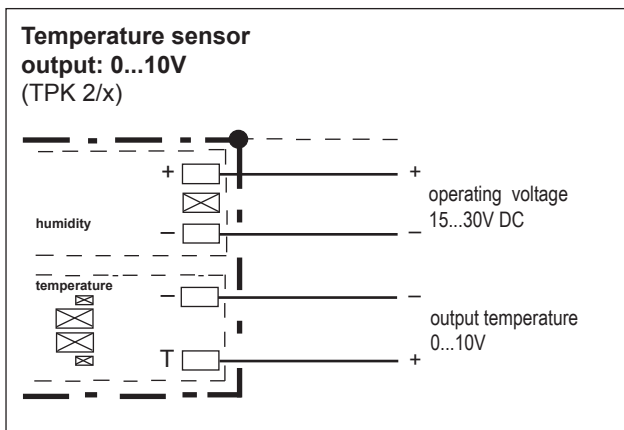 Temperature sensor
output: 0...10V
(TPK 2/x)
+ +
operating voltage
15...30V DC
humidity
– –
temperature
– –
output temperature
0...10V
T +